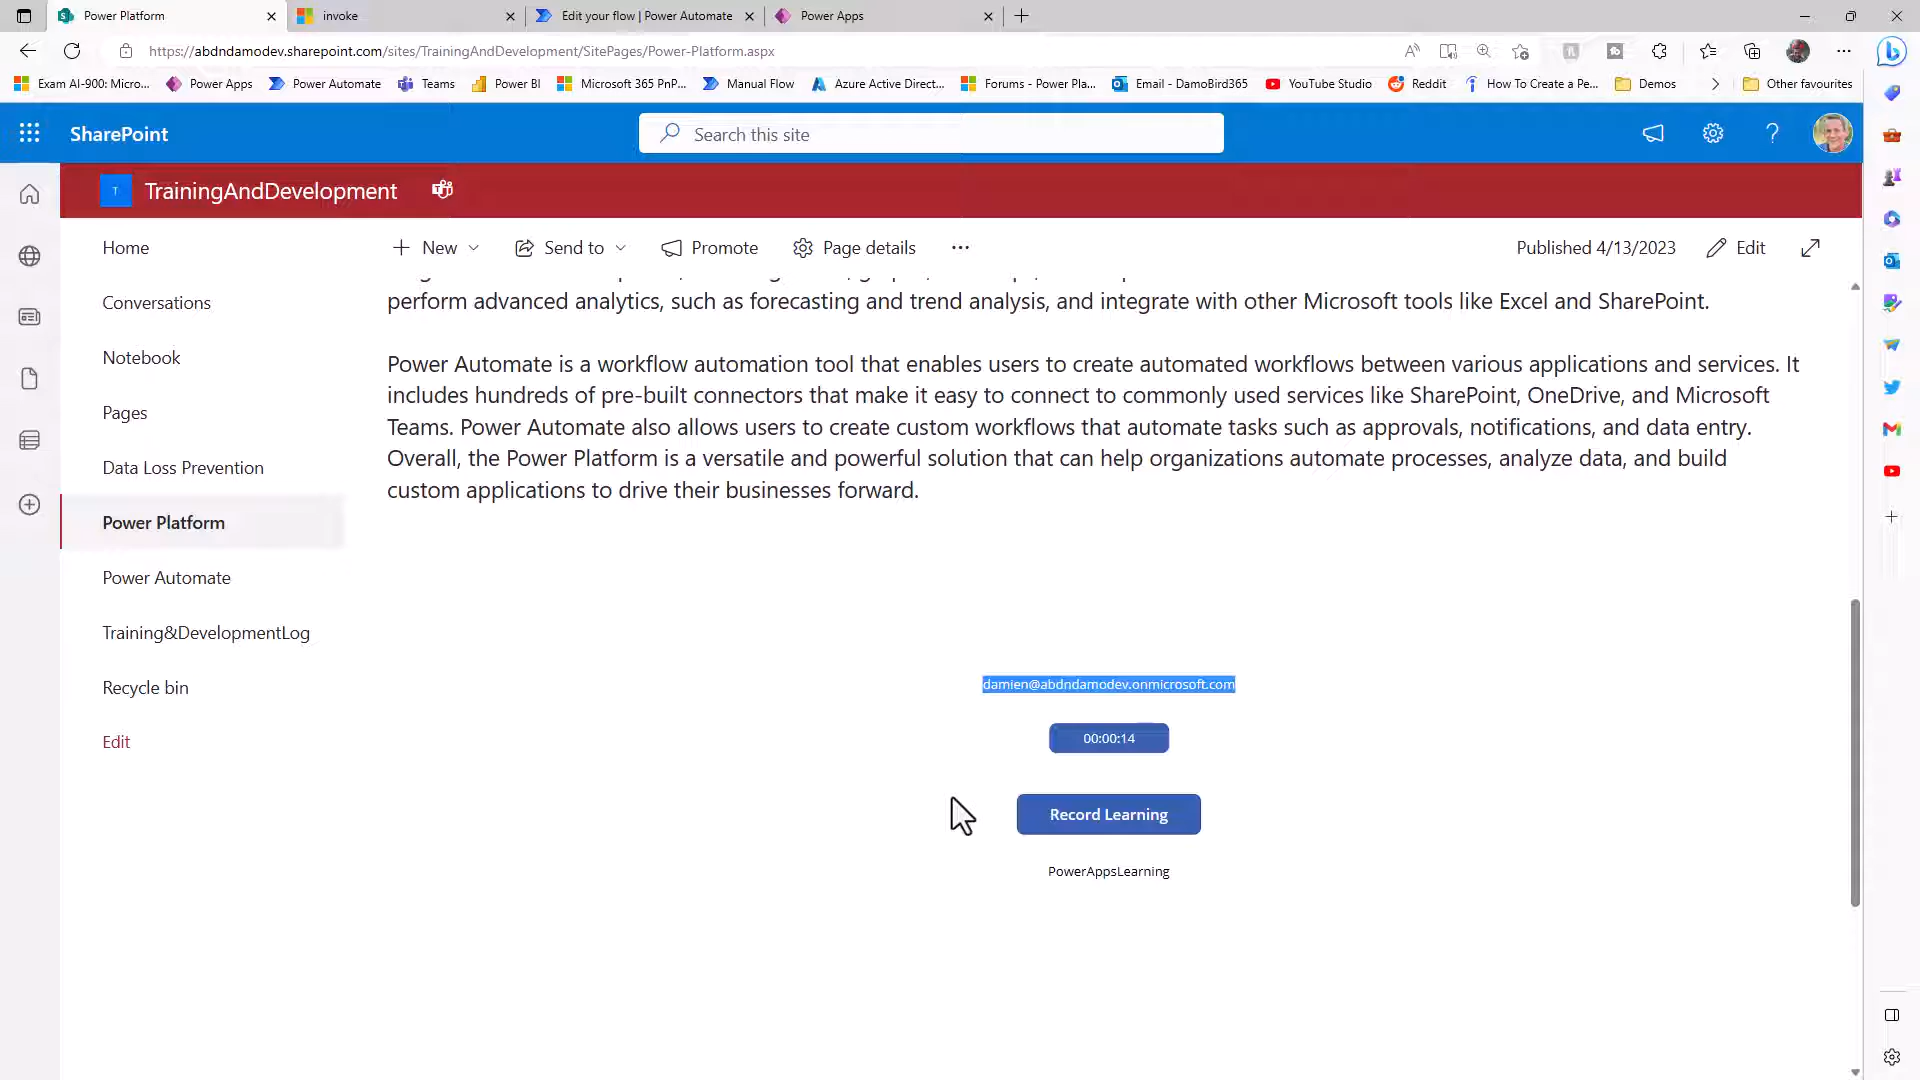 Power Platform
invoke
Edit your flow | Power Automate
Power Apps
https://abdndamodev.sharepoint.com/sites/TrainingAndDevelopment/SitePages/Power-Platform.aspx
Exam AI-900: Micro...
Power Apps
Power Automate
Teams
Power BI
Microsoft 365 PnP...
Manual Flow
Azure Active Direct...
Forums - Power Pla...
Email - DamoBird365
YouTube Studio
Reddit
How To Create a Pe...
Demos
Other favourites
SharePoint
Search this site
T TrainingAndDevelopment
Home
New
Send to
Promote
Page details
Published 4/13/2023
Edit
Conversations
Notebook
Pages
Data Loss Prevention
Power Platform
Power Automate
Training&DevelopmentLog
Recycle bin
Edit
perform advanced analytics, such as forecasting and trend analysis, and integrate with other Microsoft tools like Excel and SharePoint.
Power Automate is a workflow automation tool that enables users to create automated workflows between various applications and services. It
includes hundreds of pre-built connectors that make it easy to connect to commonly used services like SharePoint, OneDrive, and Microsoft
Teams. Power Automate also allows users to create custom workflows that automate tasks such as approvals, notifications, and data entry.
Overall, the Power Platform is a versatile and powerful solution that can help organizations automate processes, analyze data, and build
custom applications to drive their businesses forward.
damien@abdndamodev.onmicrosoft.com
00:00:14
Record Learning
PowerAppsLearning